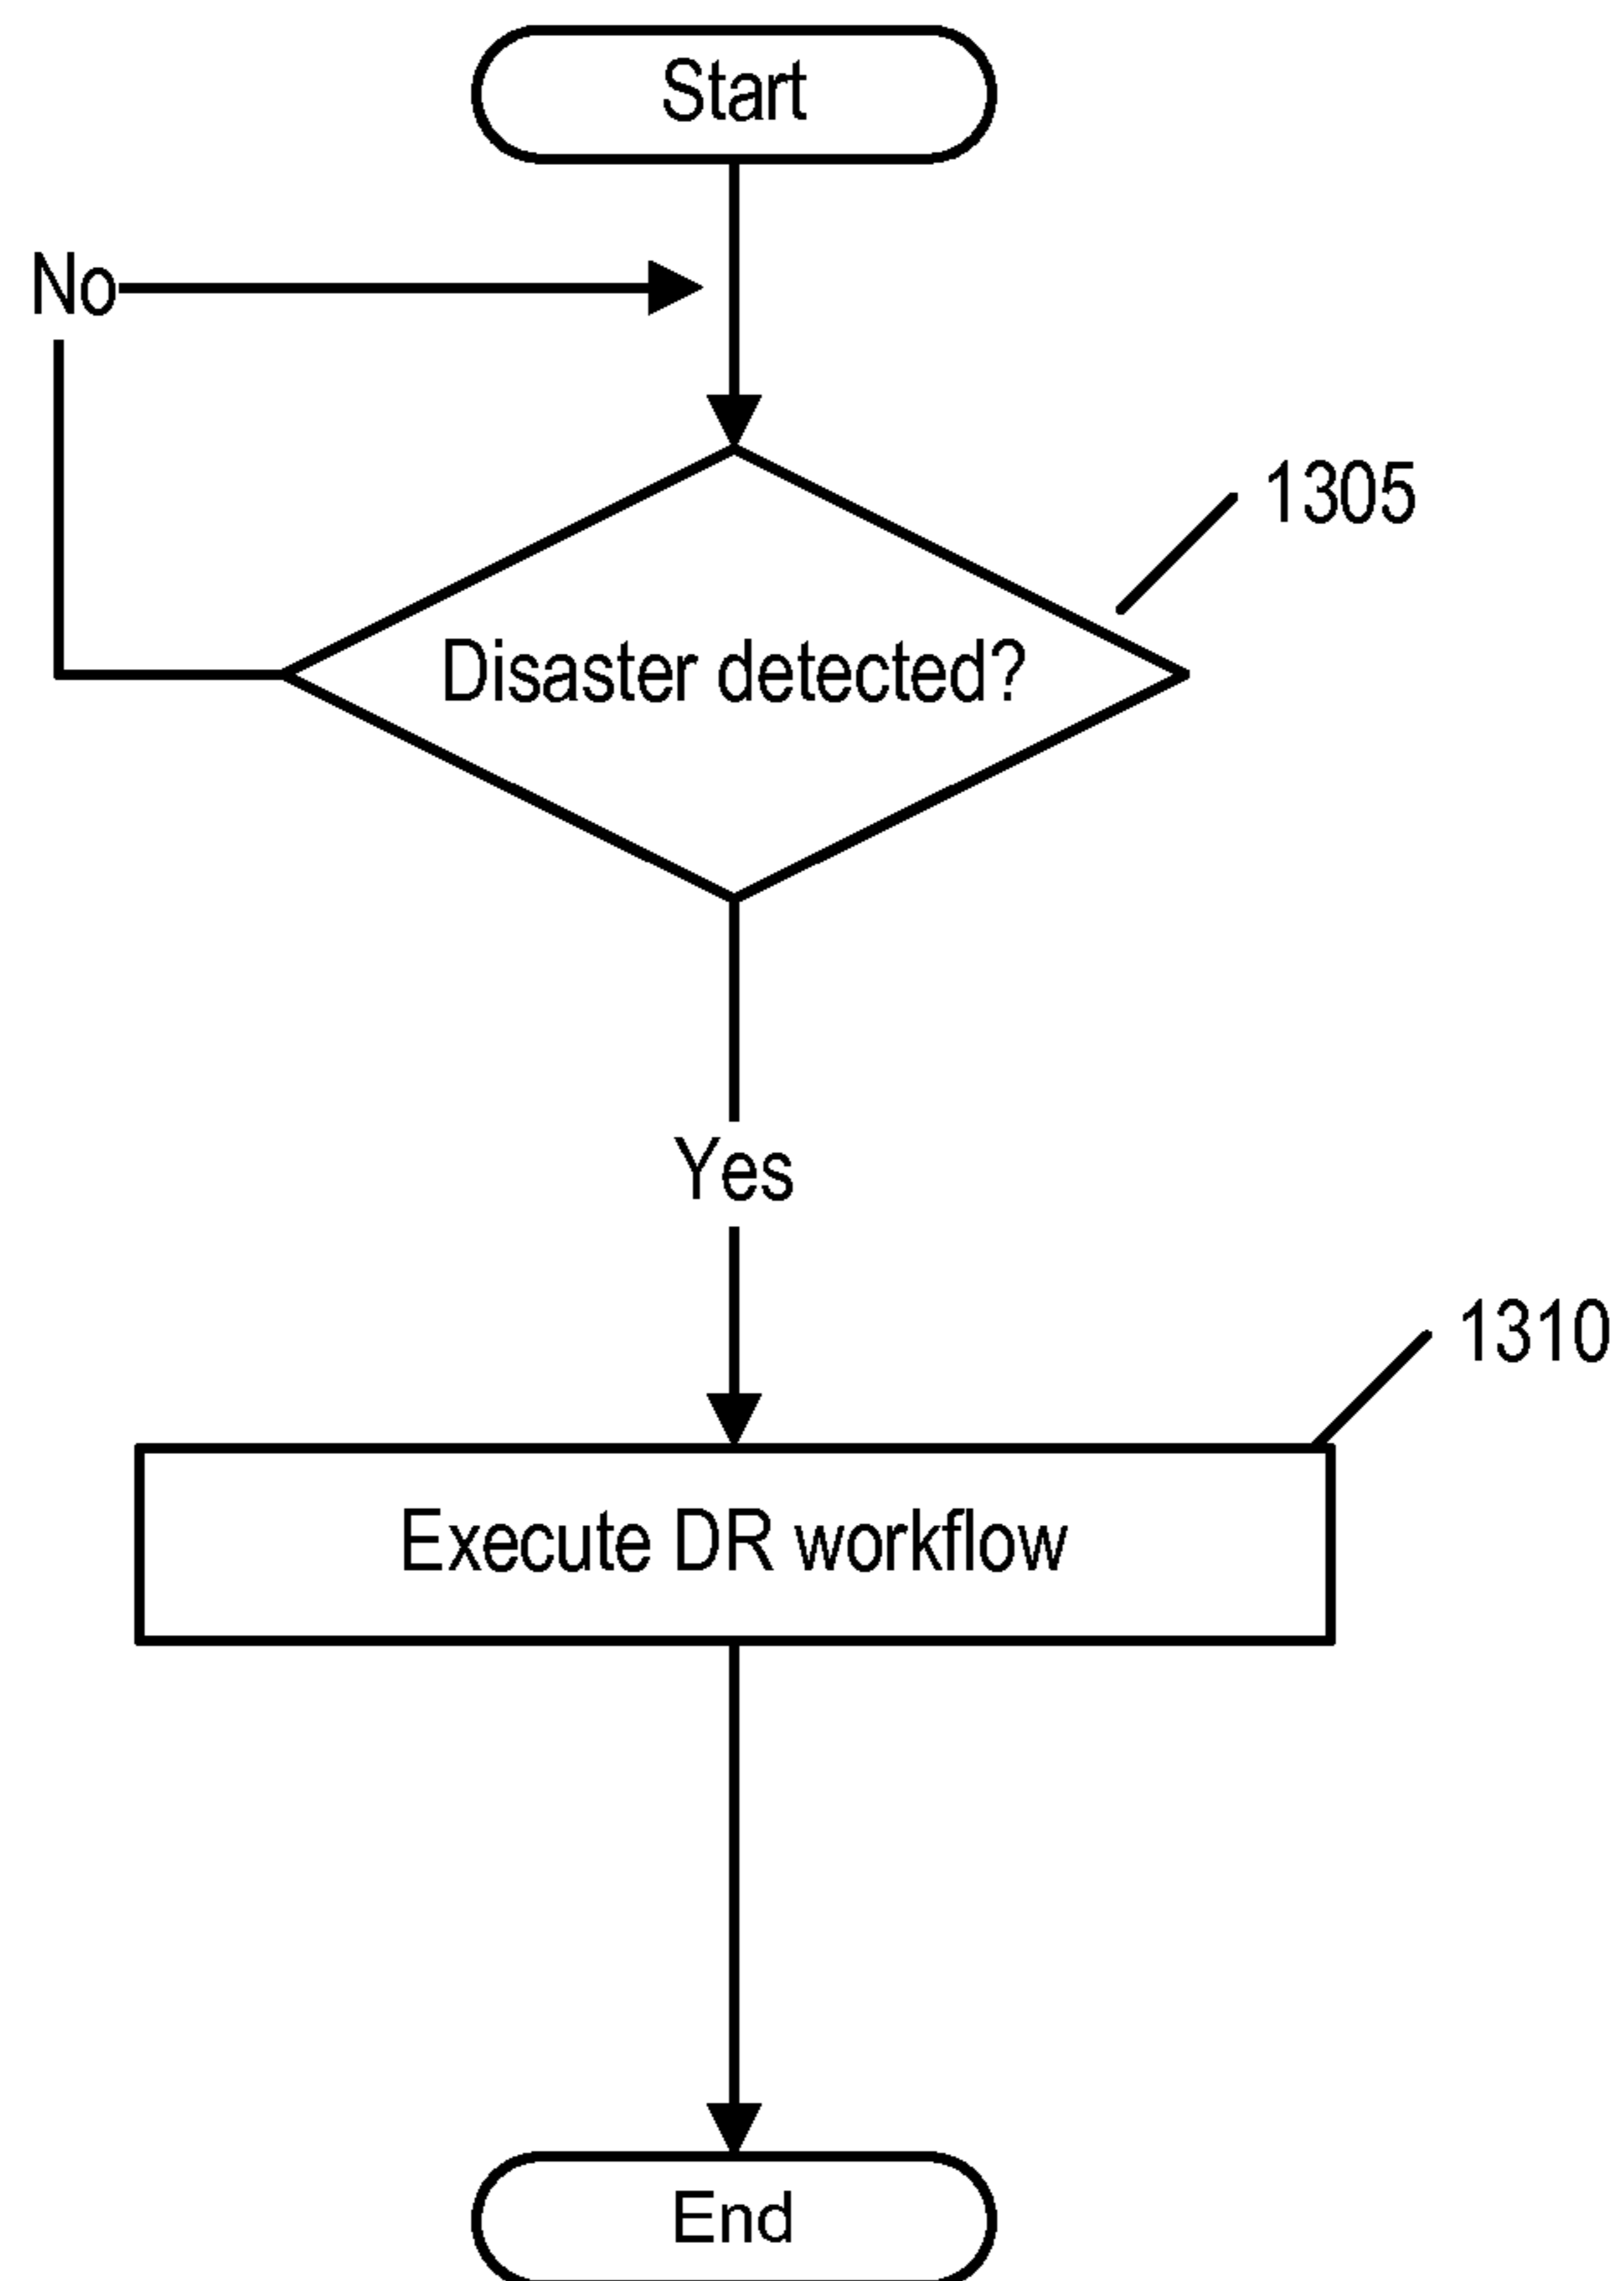 Start
No
1305
Disaster detected?
Yes
1310
Execute DR workflow
End